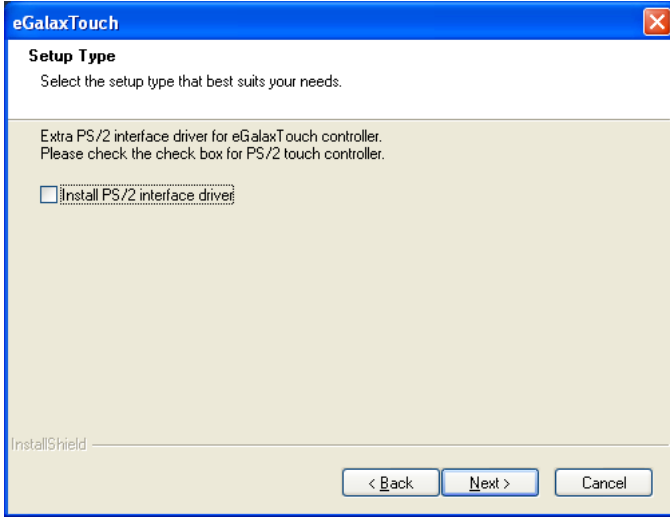 eGalaxTouch
Setup Type
Select the setup type that best suits your needs.
Extra PS/2 interface driver for eGalaxTouch controller.
Please check the check box for PS/2 touch controller.
Install PS/2 interface driver
InstallShield
< Back Next > Cancel